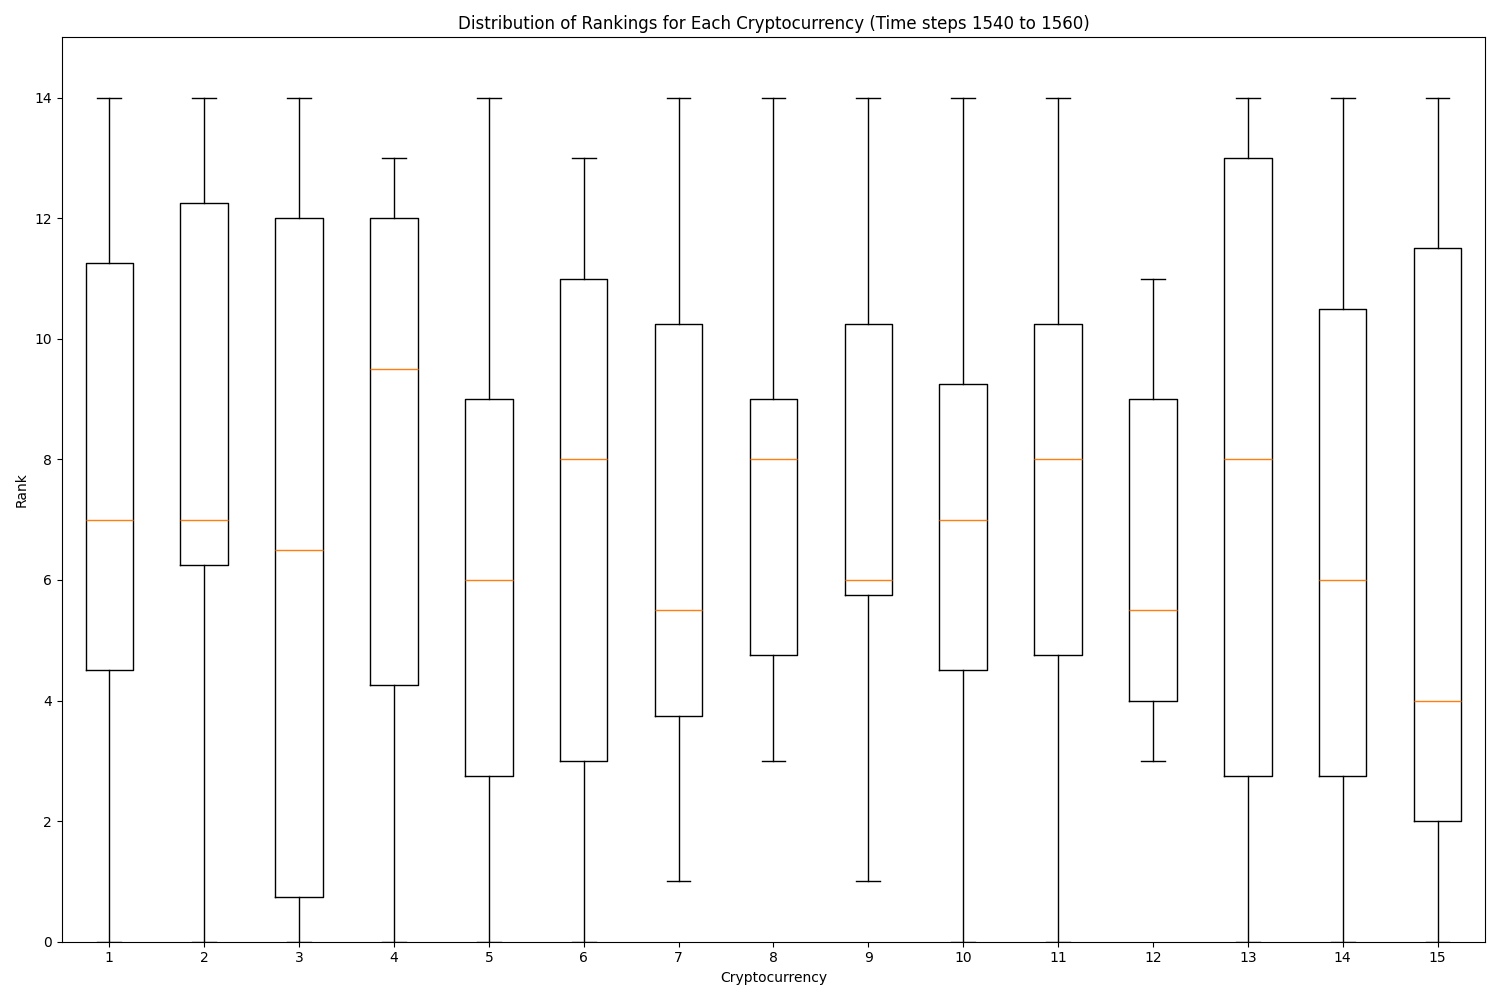 Distribution of Rankings for Each Cryptocurrency (Time steps 1540 to 1560)
14
12
10
8
6
4
2
0
Rank
1 2 3 4 5 6 7 8 9 10 11 12 13 14 15
Cryptocurrency